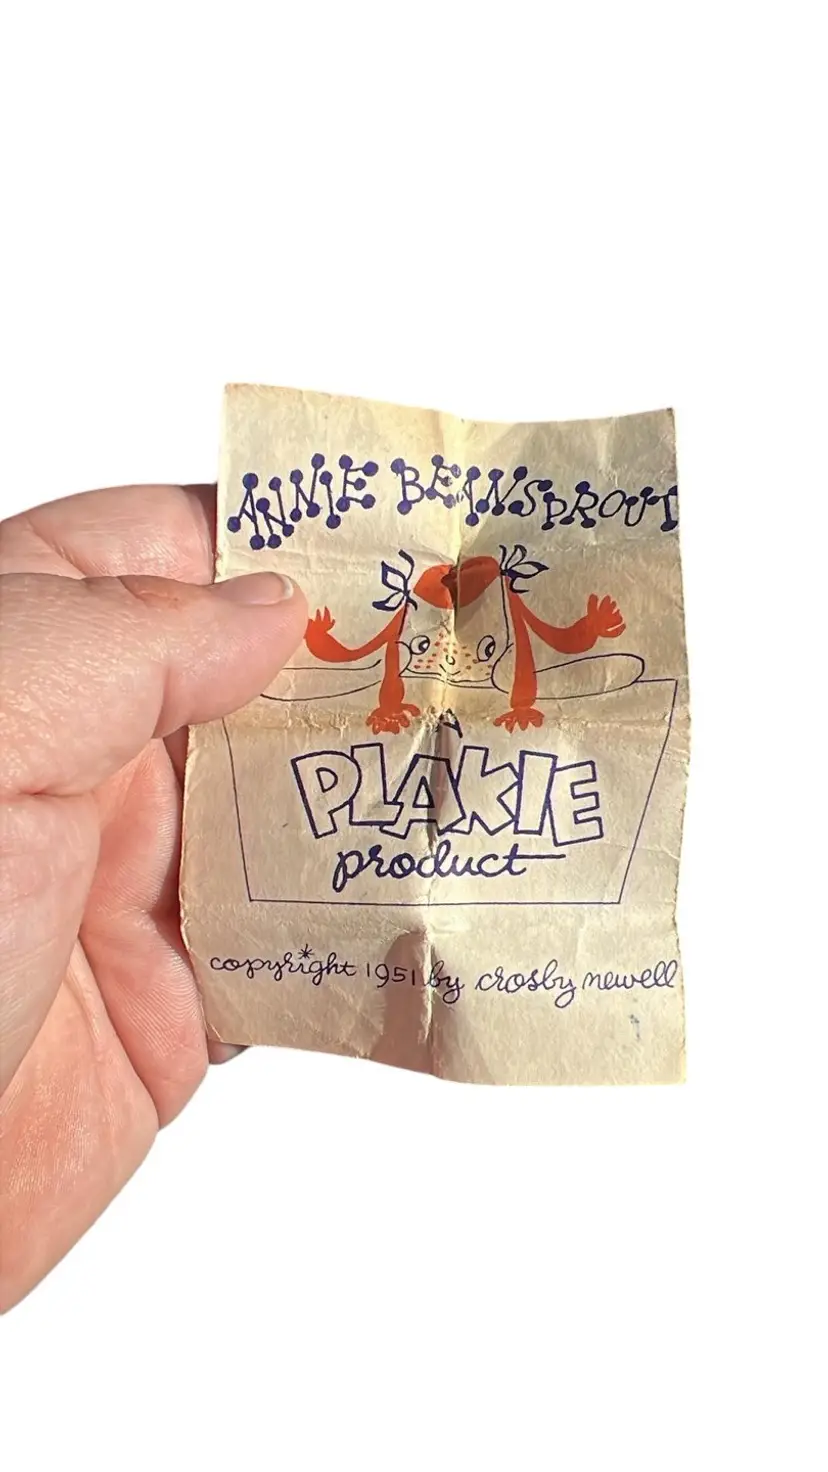 ANNIE BEANSPROUT
A
PLAKIE
product
copyright 1951 by crosby newell